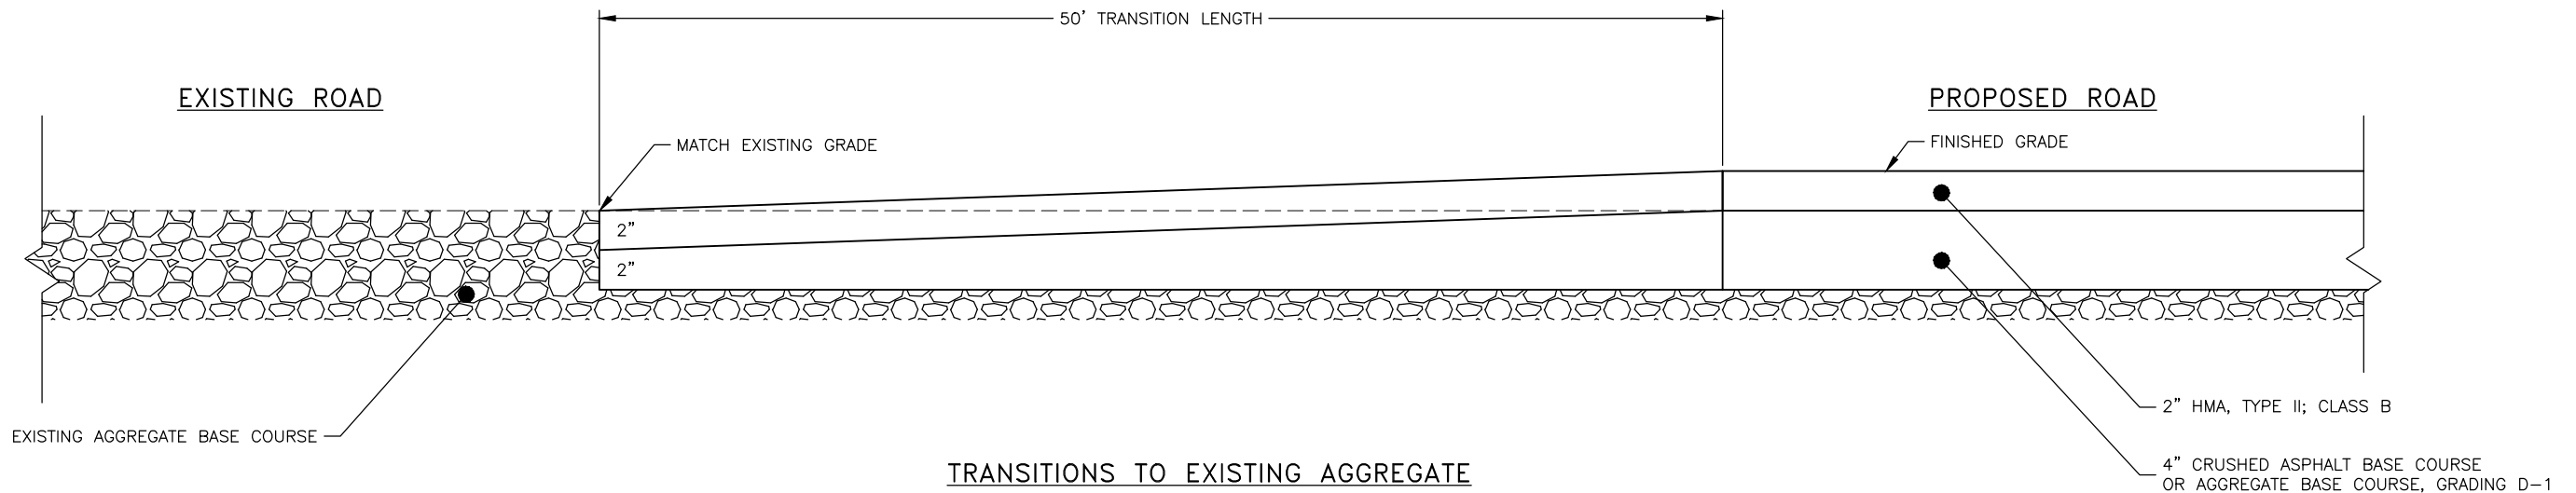 50' TRANSITION LENGTH
EXISTING ROAD
PROPOSED ROAD
MATCH EXISTING GRADE
FINISHED GRADE
2"
2"
2" HMA, TYPE II; CLASS B
EXISTING AGGREGATE BASE COURSE
4" CRUSHED ASPHALT BASE COURSE
OR AGGREGATE BASE COURSE, GRADING D-1
TRANSITIONS TO EXISTING AGGREGATE